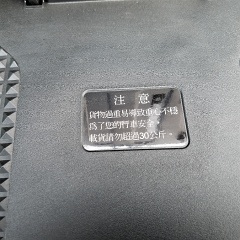 注意
貨物過重易導致重心不穩
為了您的行車安全，
載貨請勿超過30公斤。